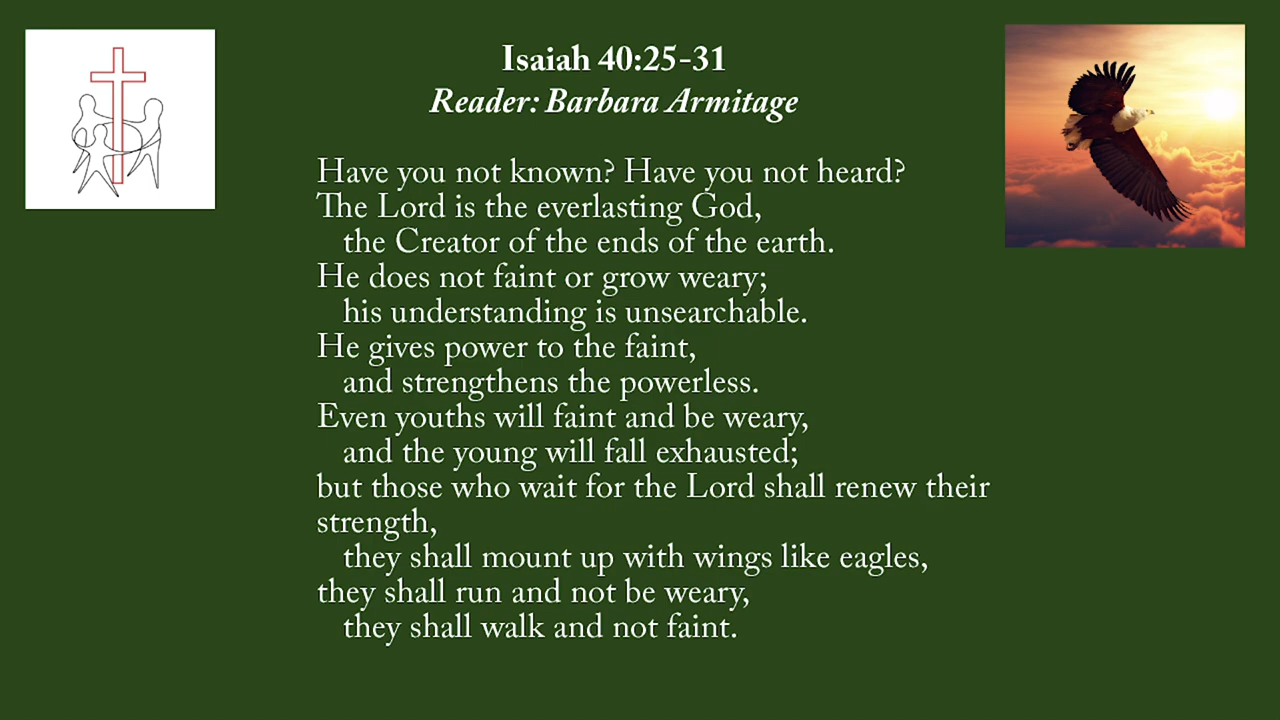 Isaiah 40:25-31
Reader: Barbara Armitage
Have you not known? Have you not heard?
The Lord is the everlasting God,
the Creator of the ends of the earth.
He does not faint or grow weary;
his understanding is unsearchable.
He gives power to the faint,
and strengthens the powerless.
Even youths will faint and be weary,
and the young will fall exhausted;
but those who wait for the Lord shall renew their
strength,
they shall mount up with wings like eagles,
they shall run and not be weary,
they shall walk and not faint.